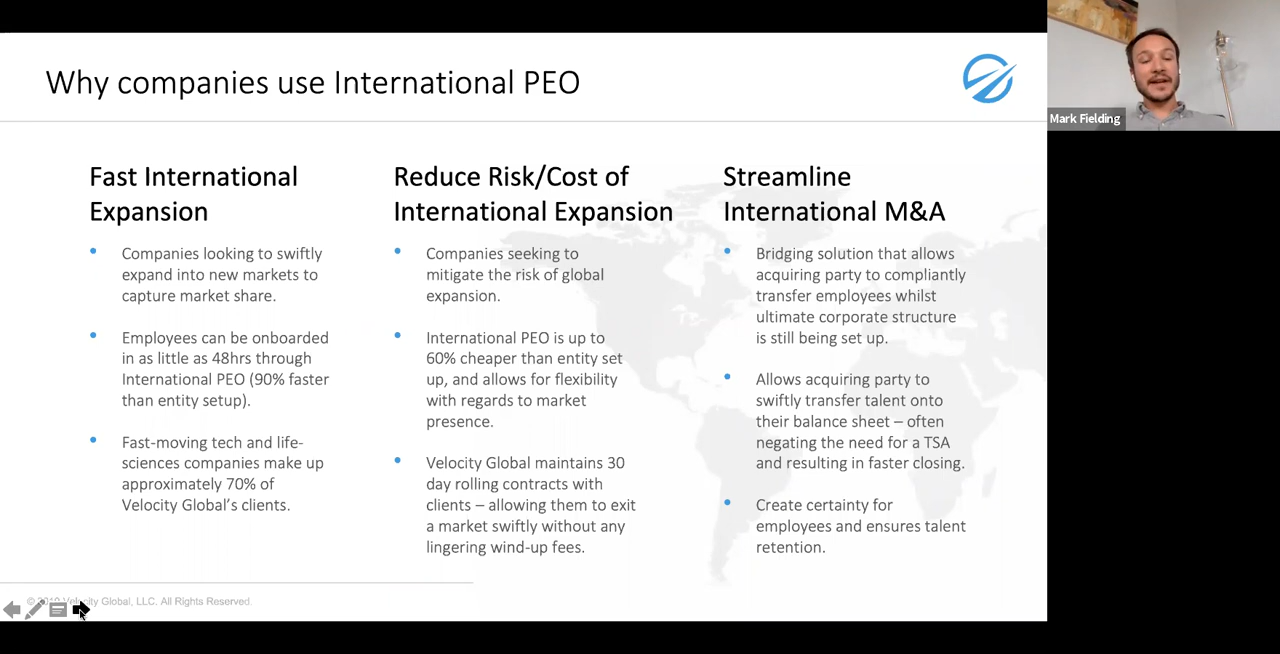 Why companies use International PEO
Mark Fielding
Fast International
Expansion
Companies looking to swiftly
expand into new markets to
capture market share.
Employees can be onboarded
in as little as 48hrs through
International PEO (90% faster
than entity setup).
Fast-moving tech and life-
sciences companies make up
approximately 70% of
Velocity Global's clients.
Reduce Risk/Cost of
International Expansion
Companies seeking to
mitigate the risk of global
expansion.
International PEO is up to
60% cheaper than entity set
up, and allows for flexibility
with regards to market
presence.
Velocity Global maintains 30
day rolling contracts with
clients – allowing them to exit
a market swiftly without any
lingering wind-up fees.
Streamline
International M&A
Bridging solution that allows
acquiring party to compliantly
transfer employees whilst
ultimate corporate structure
is still being set up.
Allows acquiring party to
swiftly transfer talent onto
their balance sheet – often
negating the need for a TSA
and resulting in faster closing.
Create certainty for
employees and ensures talent
retention.
© 2019 Velocity Global, LLC. All Rights Reserved.